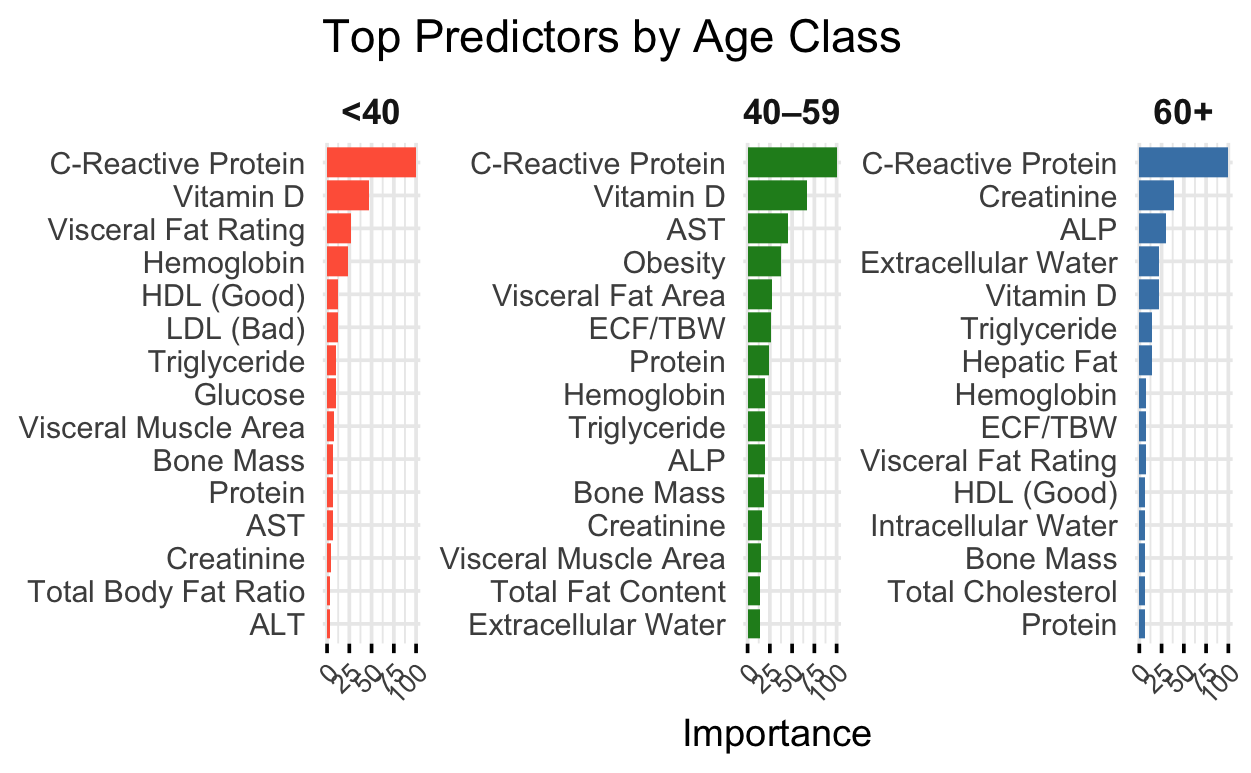 Top Predictors by Age Class
<40
C-Reactive Protein
Vitamin D
Visceral Fat Rating
Hemoglobin
HDL (Good)
LDL (Bad)
Triglyceride
Glucose
Visceral Muscle Area
Bone Mass
Protein
AST
Creatinine
Total Body Fat Ratio
ALT
0
25
50
75
100
40–59
C-Reactive Protein
Vitamin D
AST
Obesity
Visceral Fat Area
ECF/TBW
Protein
Hemoglobin
Triglyceride
ALP
Bone Mass
Creatinine
Visceral Muscle Area
Total Fat Content
Extracellular Water
0
25
50
75
100
60+
C-Reactive Protein
Creatinine
ALP
Extracellular Water
Vitamin D
Triglyceride
Hepatic Fat
Hemoglobin
ECF/TBW
Visceral Fat Rating
HDL (Good)
Intracellular Water
Bone Mass
Total Cholesterol
Protein
0
25
50
75
100
Importance